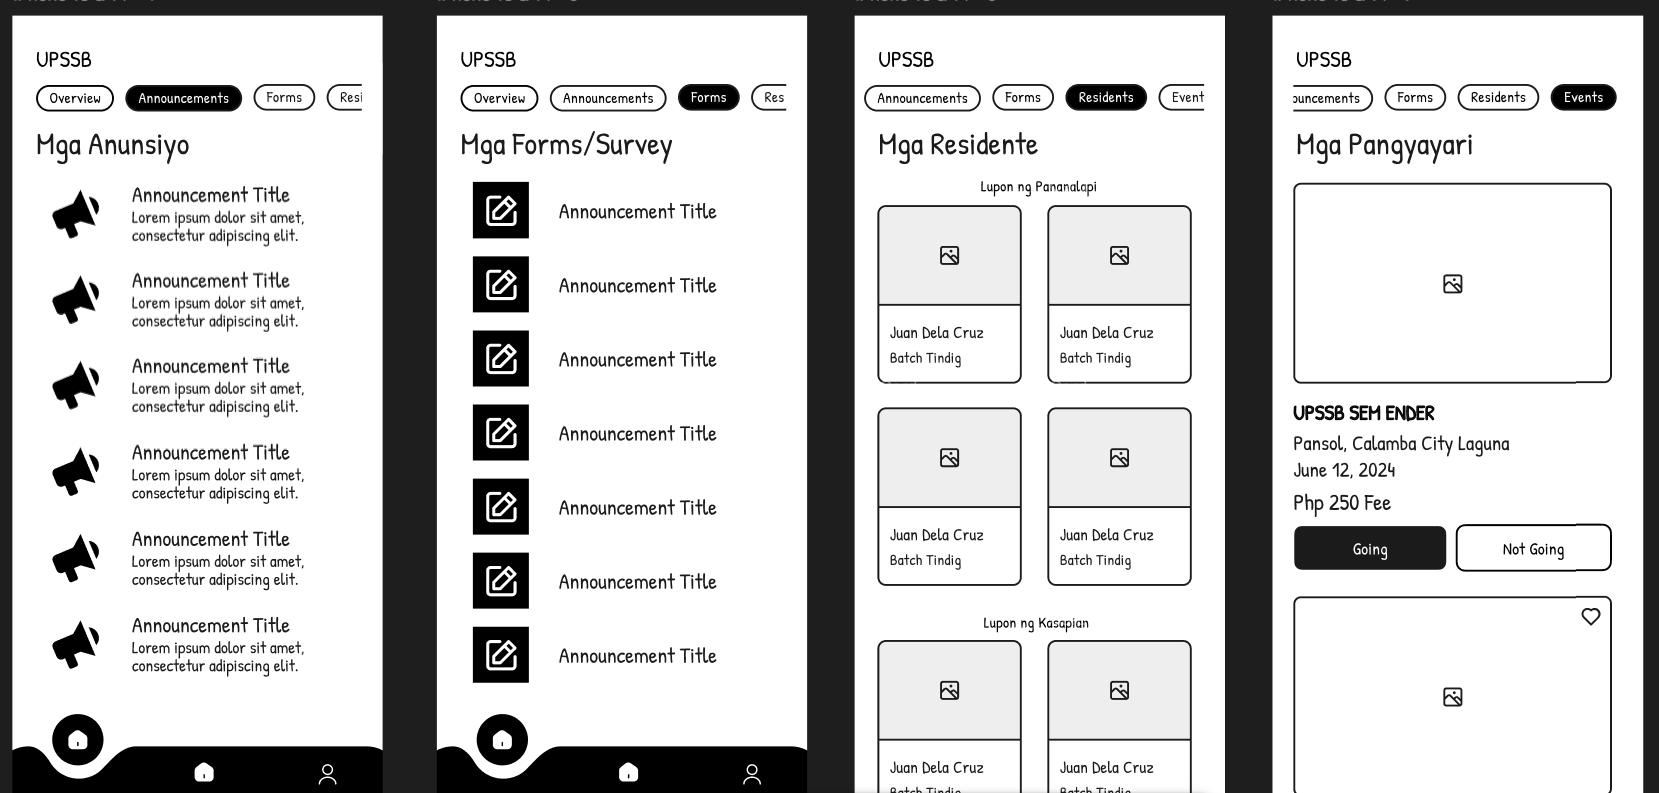 UPSSB
Overview
Announcements
Forms
Mga Anunsiyo
Announcement Title
Lorem ipsum dolor sit amet,
consectetur adipiscing elit.
Announcement Title
Lorem ipsum dolor sit amet,
consectetur adipiscing elit.
Announcement Title
Lorem ipsum dolor sit amet,
consectetur adipiscing elit.
Announcement Title
Lorem ipsum dolor sit amet,
consectetur adipiscing elit.
Announcement Title
Lorem ipsum dolor sit amet,
consectetur adipiscing elit.
Announcement Title
Lorem ipsum dolor sit amet,
consectetur adipiscing elit.
UPSSB
Overview
Announcements
Forms
Res
Mga Forms/Survey
Announcement Title
Announcement Title
Announcement Title
Announcement Title
Announcement Title
Announcement Title
Announcement Title
UPSSB
Announcements
Forms
Residents
Event
Mga Residente
Lupon ng Pananalapi
Juan Dela Cruz
Batch Tindig
Juan Dela Cruz
Batch Tindig
Juan Dela Cruz
Batch Tindig
Juan Dela Cruz
Batch Tindig
Lupon ng Kasapian
Juan Dela Cruz
Batch Tindig
Juan Dela Cruz
Batch Tindig
UPSSB
ouncements
Forms
Residents
Events
Mga Pangyayari
UPSSB SEM ENDER
Pansol, Calamba City Laguna
June 12, 2024
Php 250 Fee
Going
Not Going